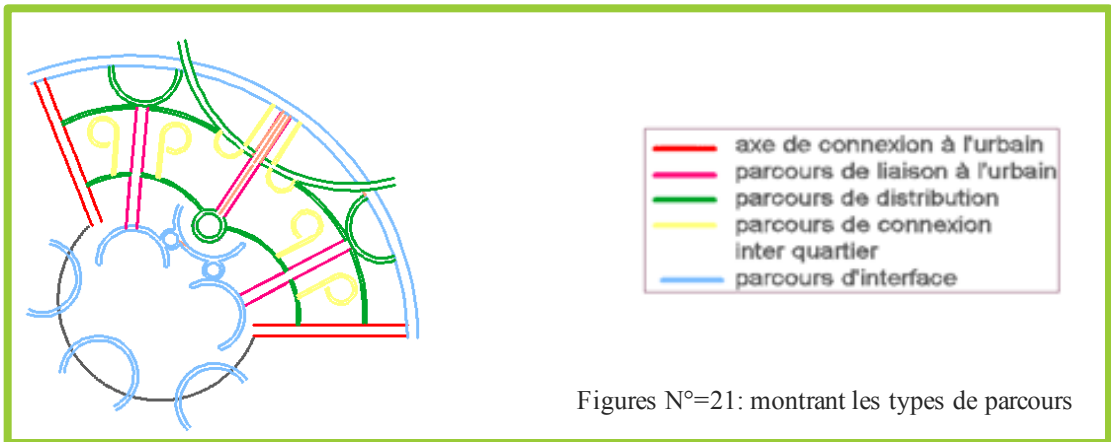 axe de connexion à l'urbain
parcours de liaison à l'urbain
parcours de distribution
parcours de connexion
inter quartier
parcours d'interface
Figures N°=21: montrant les types de parcours